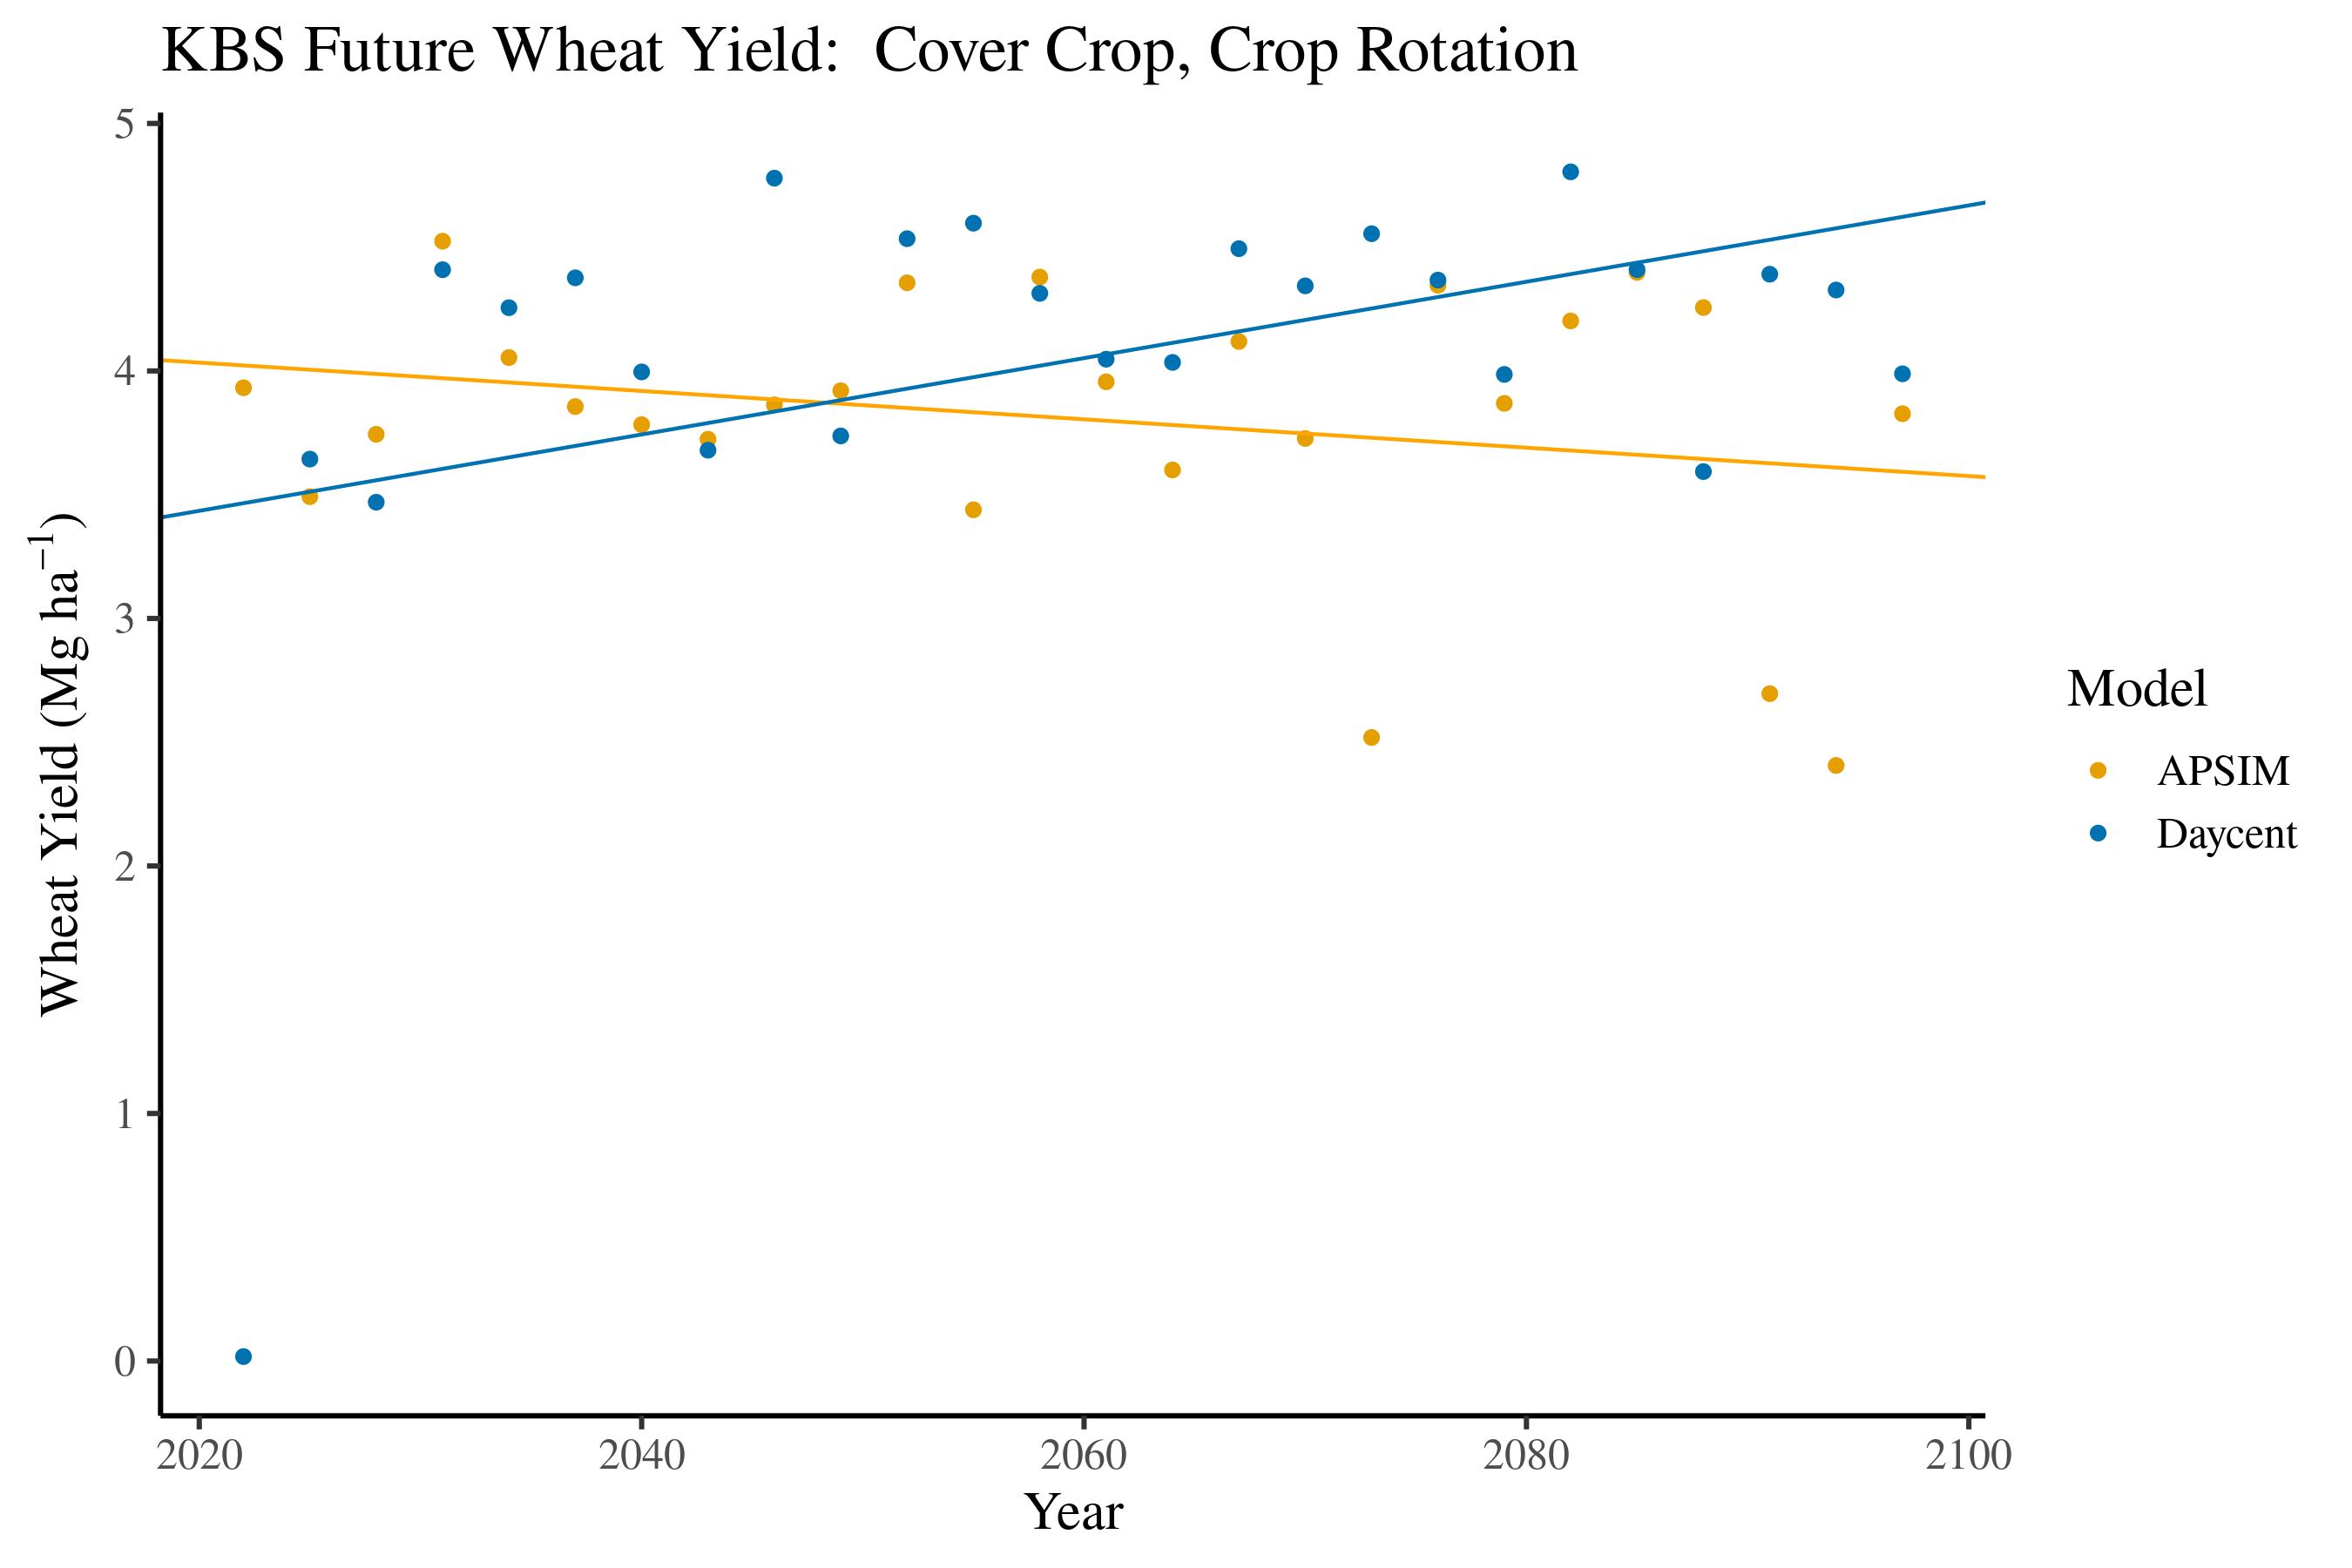 KBS Future Wheat Yield:  Cover Crop, Crop Rotation
5
4
3
2
1
0
Wheat Yield (Mg ha⁻¹)
2020 2040 2060 2080 2100
Year
Model
APSIM
Daycent